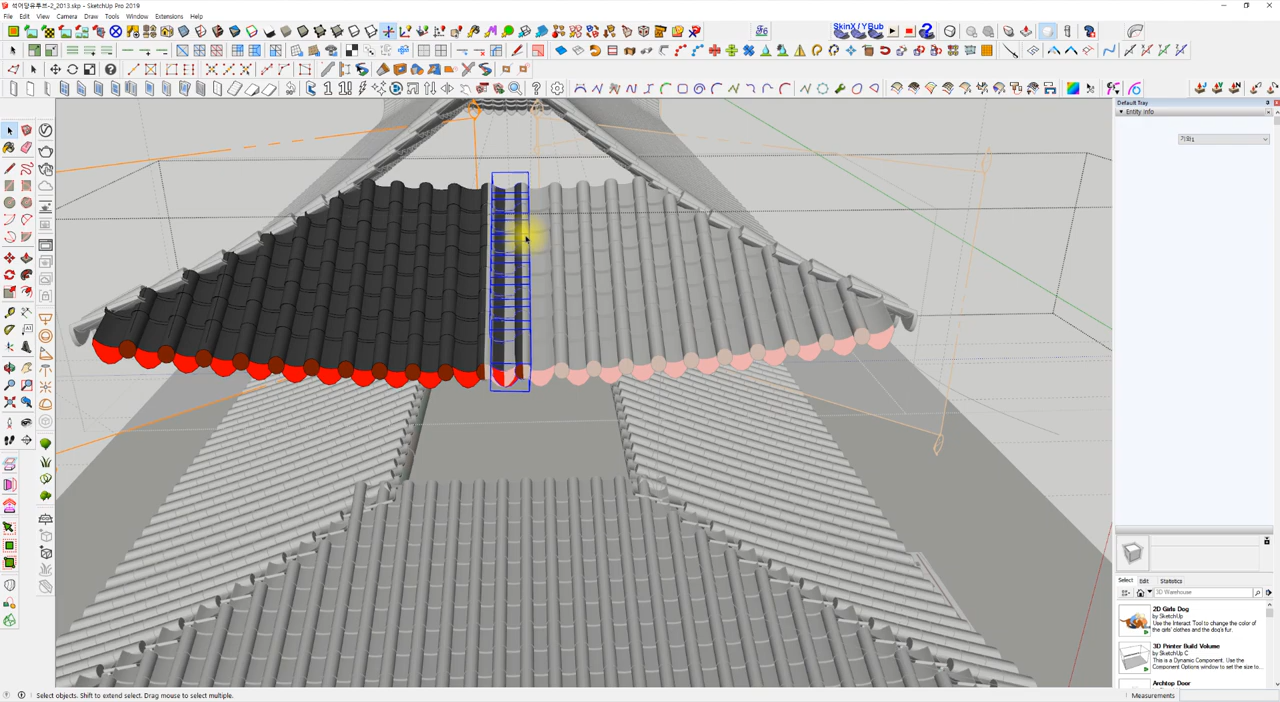 석어당유투브-2_2013.skp - SketchUp Pro 2019
File Edit View Camera Draw Tools Window Extensions Help
SkinX/YBub
Default Tray
Entity Info
Select Edit Statistics
3D Warehouse
2D Girls Dog
by SketchUp
Use the Interact Tool to change the color of the girls' clothes and the dog's fur.
3D Printer Build Volume
by SketchUp C
This is a Dynamic Component. Use the Component Options window to set the size to...
Archtop Door
Select objects. Shift to extend select. Drag mouse to select multiple.
Measurements